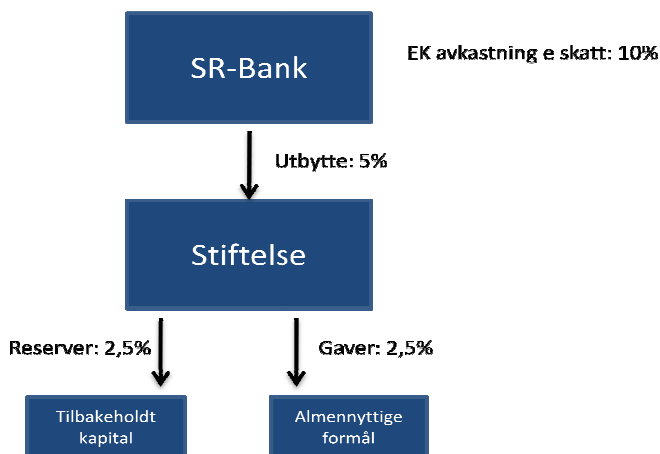 SR-Bank
EK avkastning e skatt: 10%
Utbytte: 5%
Stiftelse
Reserver: 2,5%
Gaver: 2,5%
Tilbakeholdt
kapital
Almennyttige
formål